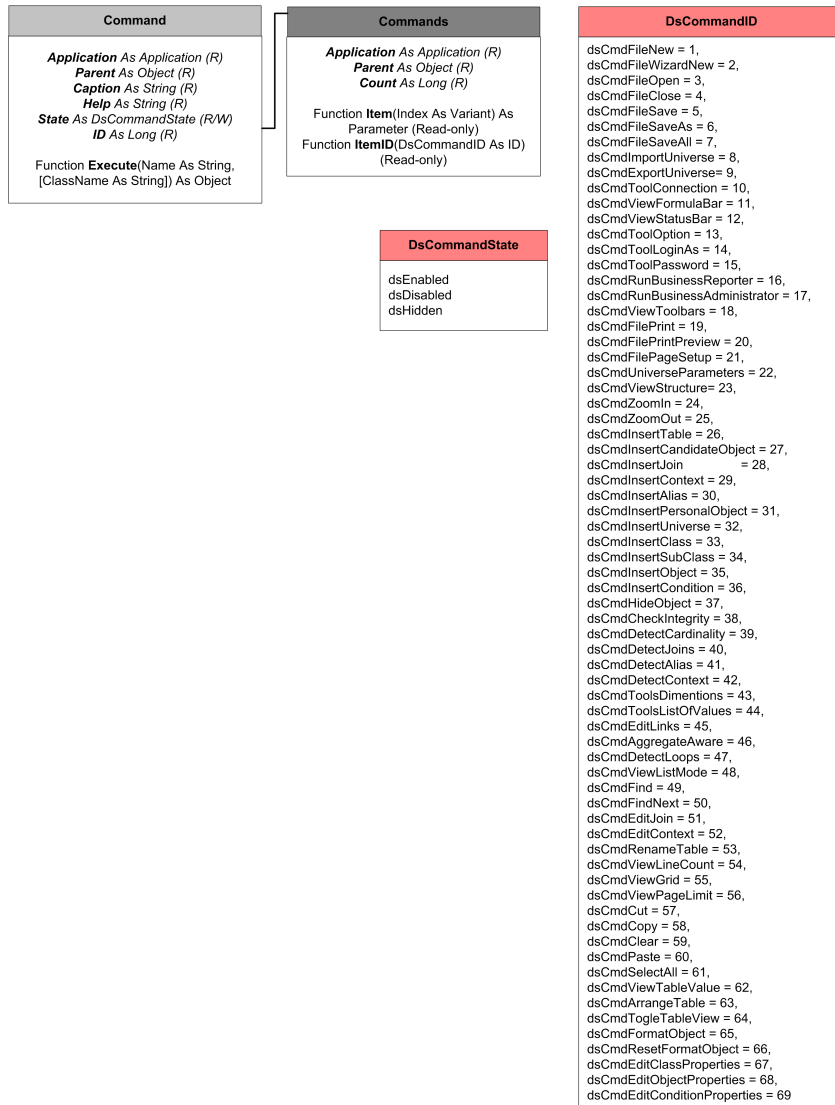 Command
Application As Application (R)
Parent As Object (R)
Caption As String (R)
Help As String (R)
State As DsCommandState (R/W)
ID As Long (R)
Function Execute(Name As String,
[ClassName As String]) As Object
Commands
Application As Application (R)
Parent As Object (R)
Count As Long (R)
Function Item(Index As Variant) As
Parameter (Read-only)
Function ItemID(DsCommandID As ID)
(Read-only)
DsCommandState
dsEnabled
dsDisabled
dsHidden
DsCommandID
dsCmdFileNew = 1,
dsCmdFileWizardNew = 2,
dsCmdFileOpen = 3,
dsCmdFileClose = 4,
dsCmdFileSave = 5,
dsCmdFileSaveAs = 6,
dsCmdFileSaveAll = 7,
dsCmdImportUniverse = 8,
dsCmdExportUniverse= 9,
dsCmdToolConnection = 10,
dsCmdViewFormulaBar = 11,
dsCmdViewStatusBar = 12,
dsCmdToolOption = 13,
dsCmdToolLoginAs = 14,
dsCmdToolPassword = 15,
dsCmdRunBusinessReporter = 16,
dsCmdRunBusinessAdministrator = 17,
dsCmdViewToolbars = 18,
dsCmdFilePrint = 19,
dsCmdFilePrintPreview = 20,
dsCmdFilePageSetup = 21,
dsCmdUniverseParameters = 22,
dsCmdViewStructure= 23,
dsCmdZoomIn = 24,
dsCmdZoomOut = 25,
dsCmdInsertTable = 26,
dsCmdInsertCandidateObject = 27,
dsCmdInsertJoin = 28,
dsCmdInsertContext = 29,
dsCmdInsertAlias = 30,
dsCmdInsertPersonalObject = 31,
dsCmdInsertUniverse = 32,
dsCmdInsertClass = 33,
dsCmdInsertSubClass = 34,
dsCmdInsertObject = 35,
dsCmdInsertCondition = 36,
dsCmdHideObject = 37,
dsCmdCheckIntegrity = 38,
dsCmdDetectCardinality = 39,
dsCmdDetectJoins = 40,
dsCmdDetectAlias = 41,
dsCmdDetectContext = 42,
dsCmdToolsDimentions = 43,
dsCmdToolsListOfValues = 44,
dsCmdEditLinks = 45,
dsCmdAggregateAware = 46,
dsCmdDetectLoops = 47,
dsCmdViewListMode = 48,
dsCmdFind = 49,
dsCmdFindNext = 50,
dsCmdEditJoin = 51,
dsCmdEditContext = 52,
dsCmdRenameTable = 53,
dsCmdViewLineCount = 54,
dsCmdViewGrid = 55,
dsCmdViewPageLimit = 56,
dsCmdCut = 57,
dsCmdCopy = 58,
dsCmdClear = 59,
dsCmdPaste = 60,
dsCmdSelectAll = 61,
dsCmdViewTableValue = 62,
dsCmdArrangeTable = 63,
dsCmdTogleTableView = 64,
dsCmdFormatObject = 65,
dsCmdResetFormatObject = 66,
dsCmdEditClassProperties = 67,
dsCmdEditObjectProperties = 68,
dsCmdEditConditionProperties = 69